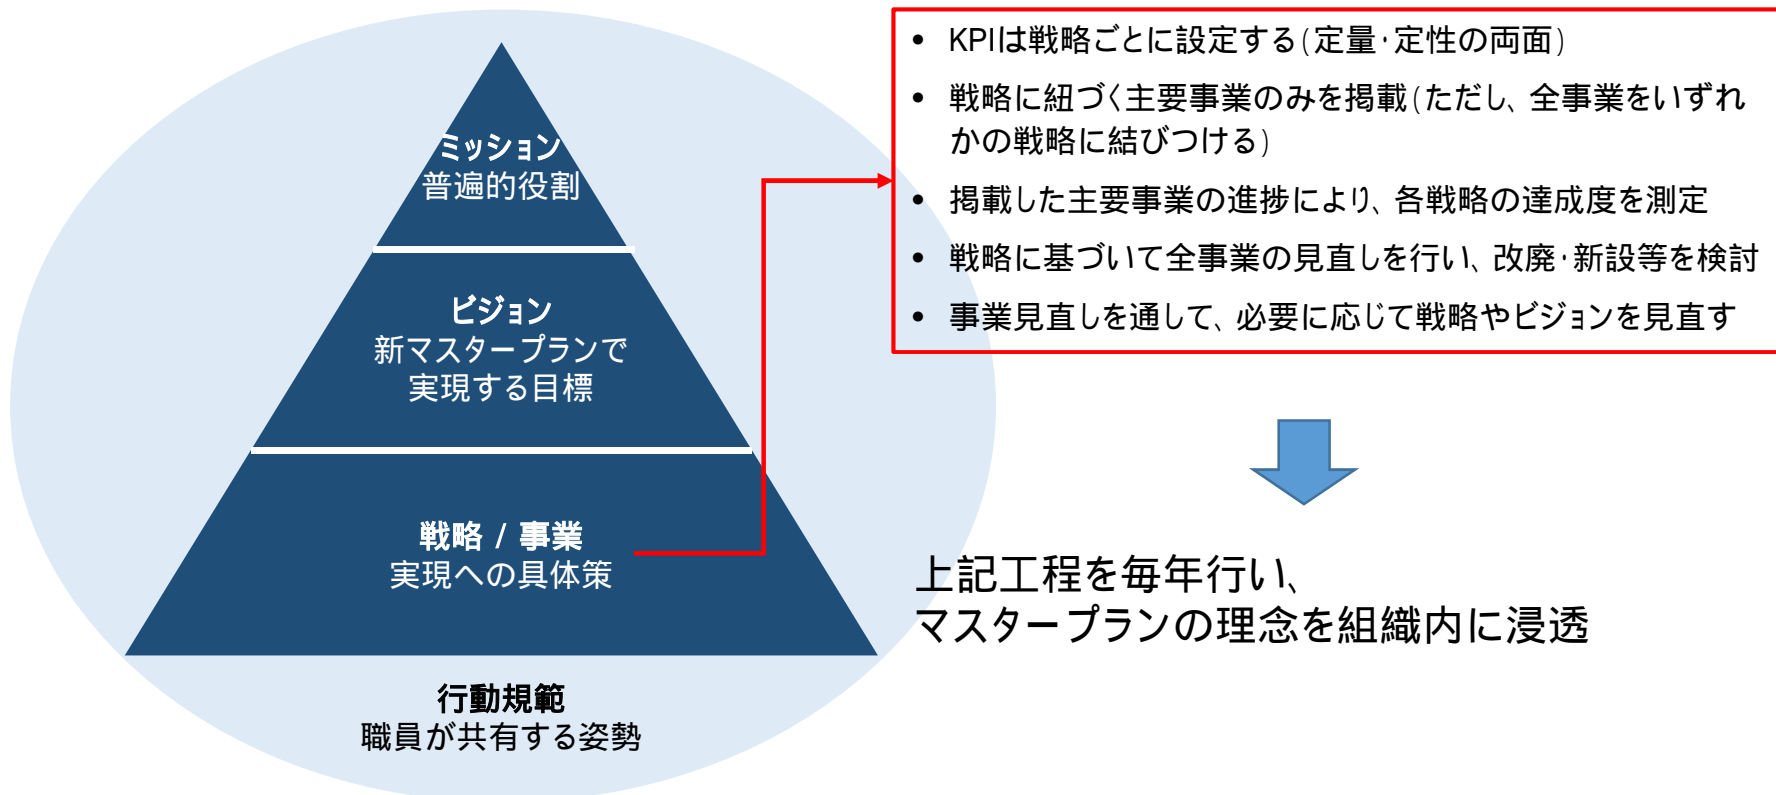 ミッション
普遍的役割
ビジョン
新マスタープランで
実現する目標
戦略 / 事業
実現への具体策
行動規範
職員が共有する姿勢
• KPIは戦略ごとに設定する(定量・定性の両面)
• 戦略に紐づく主要事業のみを掲載(ただし、全事業をいずれ
かの戦略に結びつける)
• 掲載した主要事業の進捗により、各戦略の達成度を測定
• 戦略に基づいて全事業の見直しを行い、改廃・新設等を検討
• 事業見直しを通して、必要に応じて戦略やビジョンを見直す
上記工程を毎年行い、
マスタープランの理念を組織内に浸透